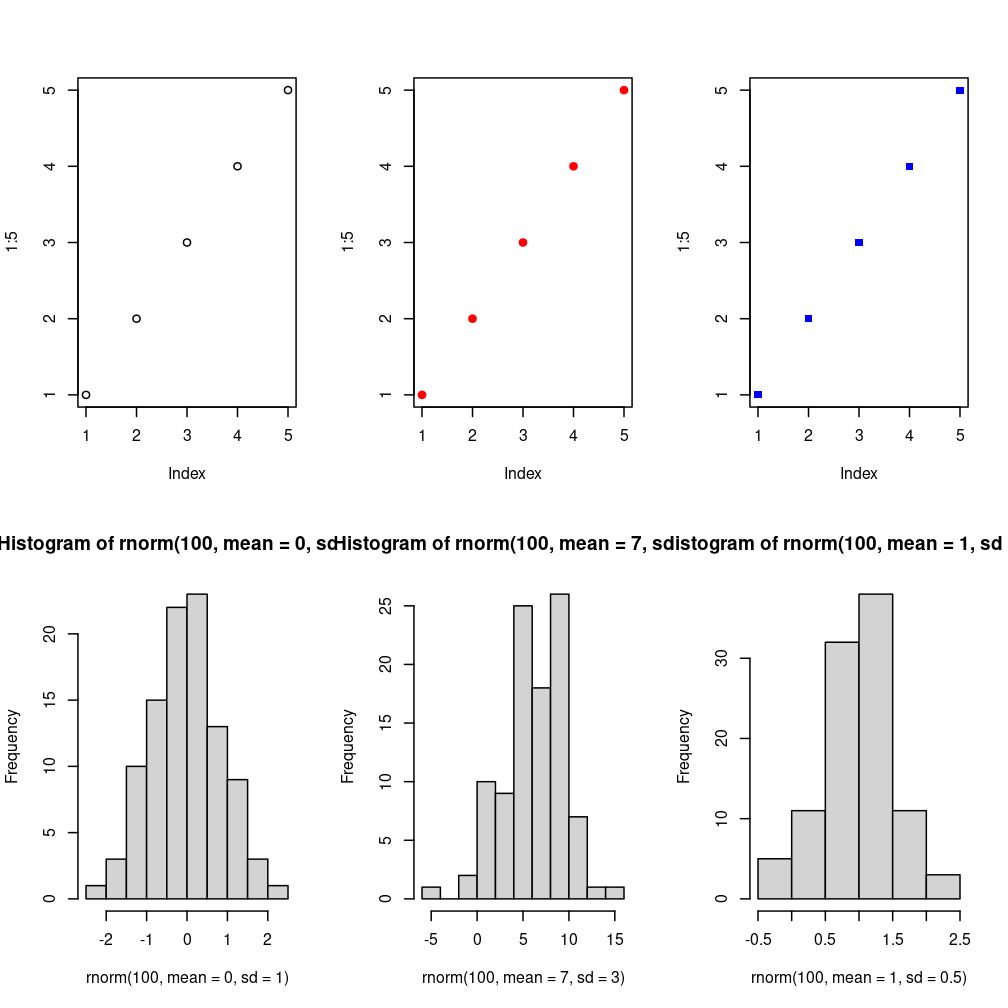 1:5
5
4
3
2
1
1 2 3 4 5
Index
1:5
5
4
3
2
1
1 2 3 4 5
Index
1:5
5
4
3
2
1
1 2 3 4 5
Index
Histogram of rnorm(100, mean = 0, sd
Histogram of rnorm(100, mean = 7, sd
istogram of rnorm(100, mean = 1, sd
Frequency
20
15
10
5
0
-2 -1 0 1 2
rnorm(100, mean = 0, sd = 1)
Frequency
25
20
15
10
5
0
-5 0 5 10 15
rnorm(100, mean = 7, sd = 3)
Frequency
30
20
10
0
-0.5 0.5 1.5 2.5
rnorm(100, mean = 1, sd = 0.5)